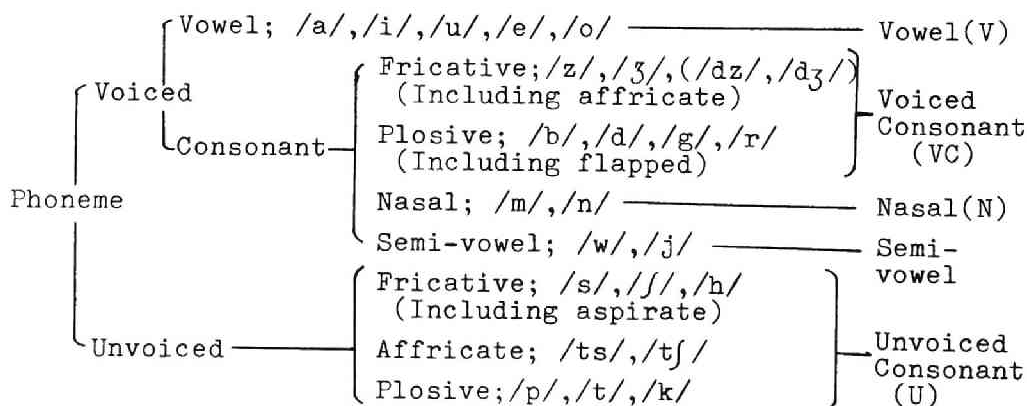 Vowel; /a/,/i/,/u/,/e/,/o/ Vowel(V)
Fricative;/z/,/ʒ/,(/dz/,/dʒ/)
(Including affricate)
Voiced
Voiced
Consonant
(VC)
Plosive; /b/,/d/,/g/,/r/
(Including flapped)
Consonant
Phoneme
Nasal; /m/,/n/ Nasal(N)
Semi-vowel; /w/,/j/ Semi-
vowel
Fricative; /s/,/ʃ/,/h/
(Including aspirate)
Unvoiced
Affricate; /ts/,/tʃ/
Unvoiced
Consonant
(U)
Plosive;/p/,/t/,/k/